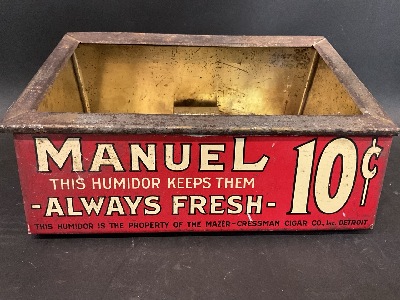 MANUEL 10¢
THIS HUMIDOR KEEPS THEM
-ALWAYS FRESH-
THIS HUMIDOR IS THE PROPERTY OF THE MAZER-CRESSMAN CIGAR CO., INC. DETROIT